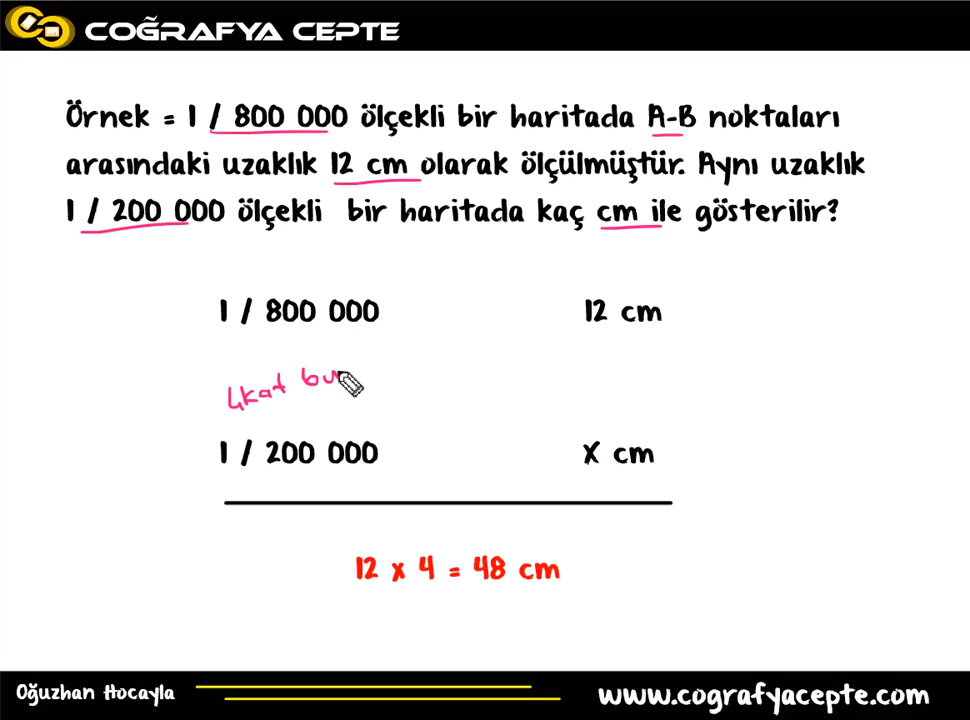 COĞRAFYA CEPTE
Örnek = 1 / 800 000 ölçekli bir haritada A-B noktaları
arasındaki uzaklık 12 cm olarak ölçülmüştür. Aynı uzaklık
1 / 200 000 ölçekli bir haritada kaç cm ile gösterilir?
1 / 800 000 12 cm
4kat bu
1 / 200 000 X cm
12 x 4 = 48 cm
Oğuzhan Hocayla www.cografyacepte.com